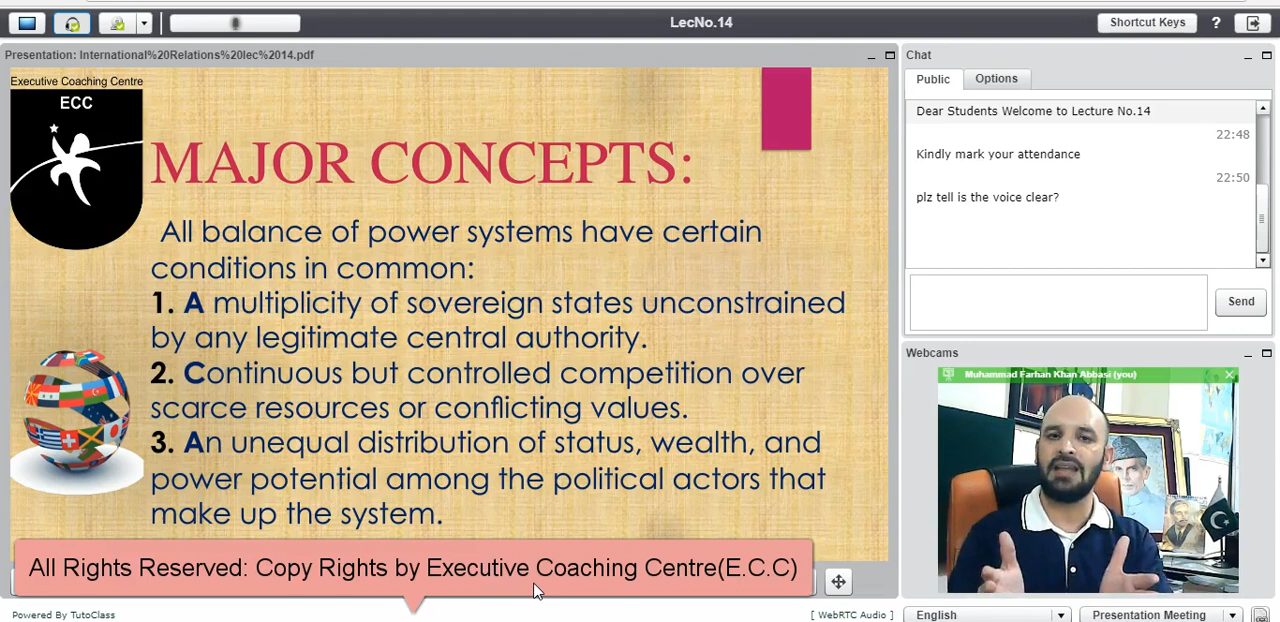 LecNo.14
Shortcut Keys
?
Presentation: International%20Relations%20lec%2014.pdf
Executive Coaching Centre
ECC
MAJOR CONCEPTS:
All balance of power systems have certain
conditions in common:
1. A multiplicity of sovereign states unconstrained
by any legitimate central authority.
2. Continuous but controlled competition over
scarce resources or conflicting values.
3. An unequal distribution of status, wealth, and
power potential among the political actors that
make up the system.
All Rights Reserved: Copy Rights by Executive Coaching Centre(E.C.C)
Powered By TutoClass
[ WebRTC Audio ]
Chat
Public
Options
Dear Students Welcome to Lecture No.14
22:48
Kindly mark your attendance
22:50
plz tell is the voice clear?
Send
Webcams
Muhammad Farhan Khan Abbasi (you)
English
Presentation Meeting